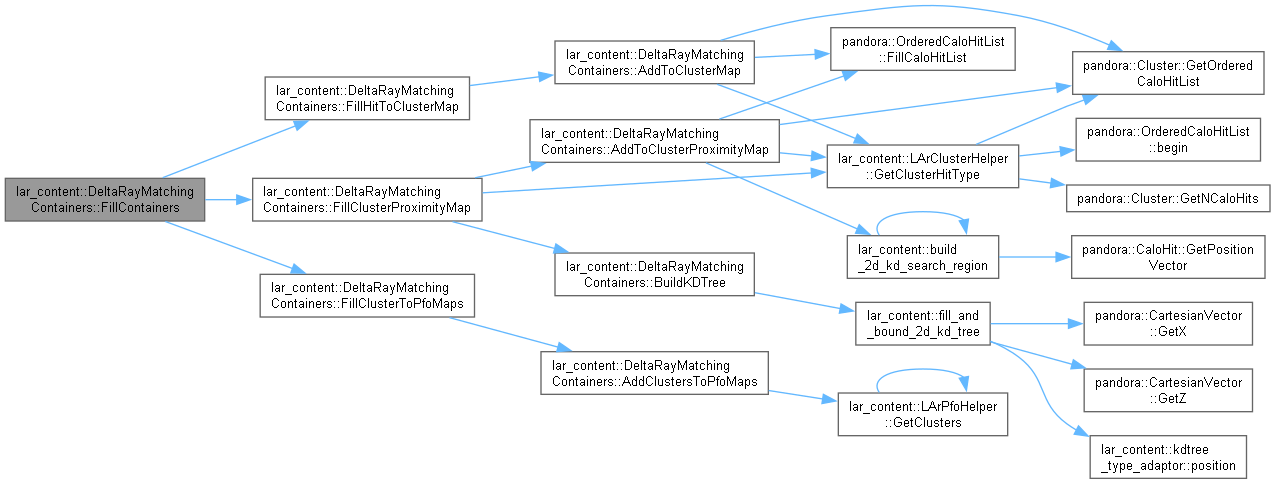 lar_content::DeltaRayMatching
Containers::FillContainers
lar_content::DeltaRayMatching
Containers::FillHitToClusterMap
lar_content::DeltaRayMatching
Containers::FillClusterProximityMap
lar_content::DeltaRayMatching
Containers::FillClusterToPfoMaps
lar_content::DeltaRayMatching
Containers::AddToClusterMap
lar_content::DeltaRayMatching
Containers::AddToClusterProximityMap
lar_content::DeltaRayMatching
Containers::BuildKDTree
lar_content::DeltaRayMatching
Containers::AddClustersToPfoMaps
pandora::OrderedCaloHitList
::FillCaloHitList
lar_content::LArClusterHelper
::GetClusterHitType
lar_content::build
_2d_kd_search_region
lar_content::fill_and
_bound_2d_kd_tree
lar_content::LArPfoHelper
::GetClusters
pandora::Cluster::GetOrdered
CaloHitList
pandora::OrderedCaloHitList
::begin
pandora::Cluster::GetNCaloHits
pandora::CaloHit::GetPosition
Vector
pandora::CartesianVector
::GetX
pandora::CartesianVector
::GetZ
lar_content::kdtree
_type_adaptor::position